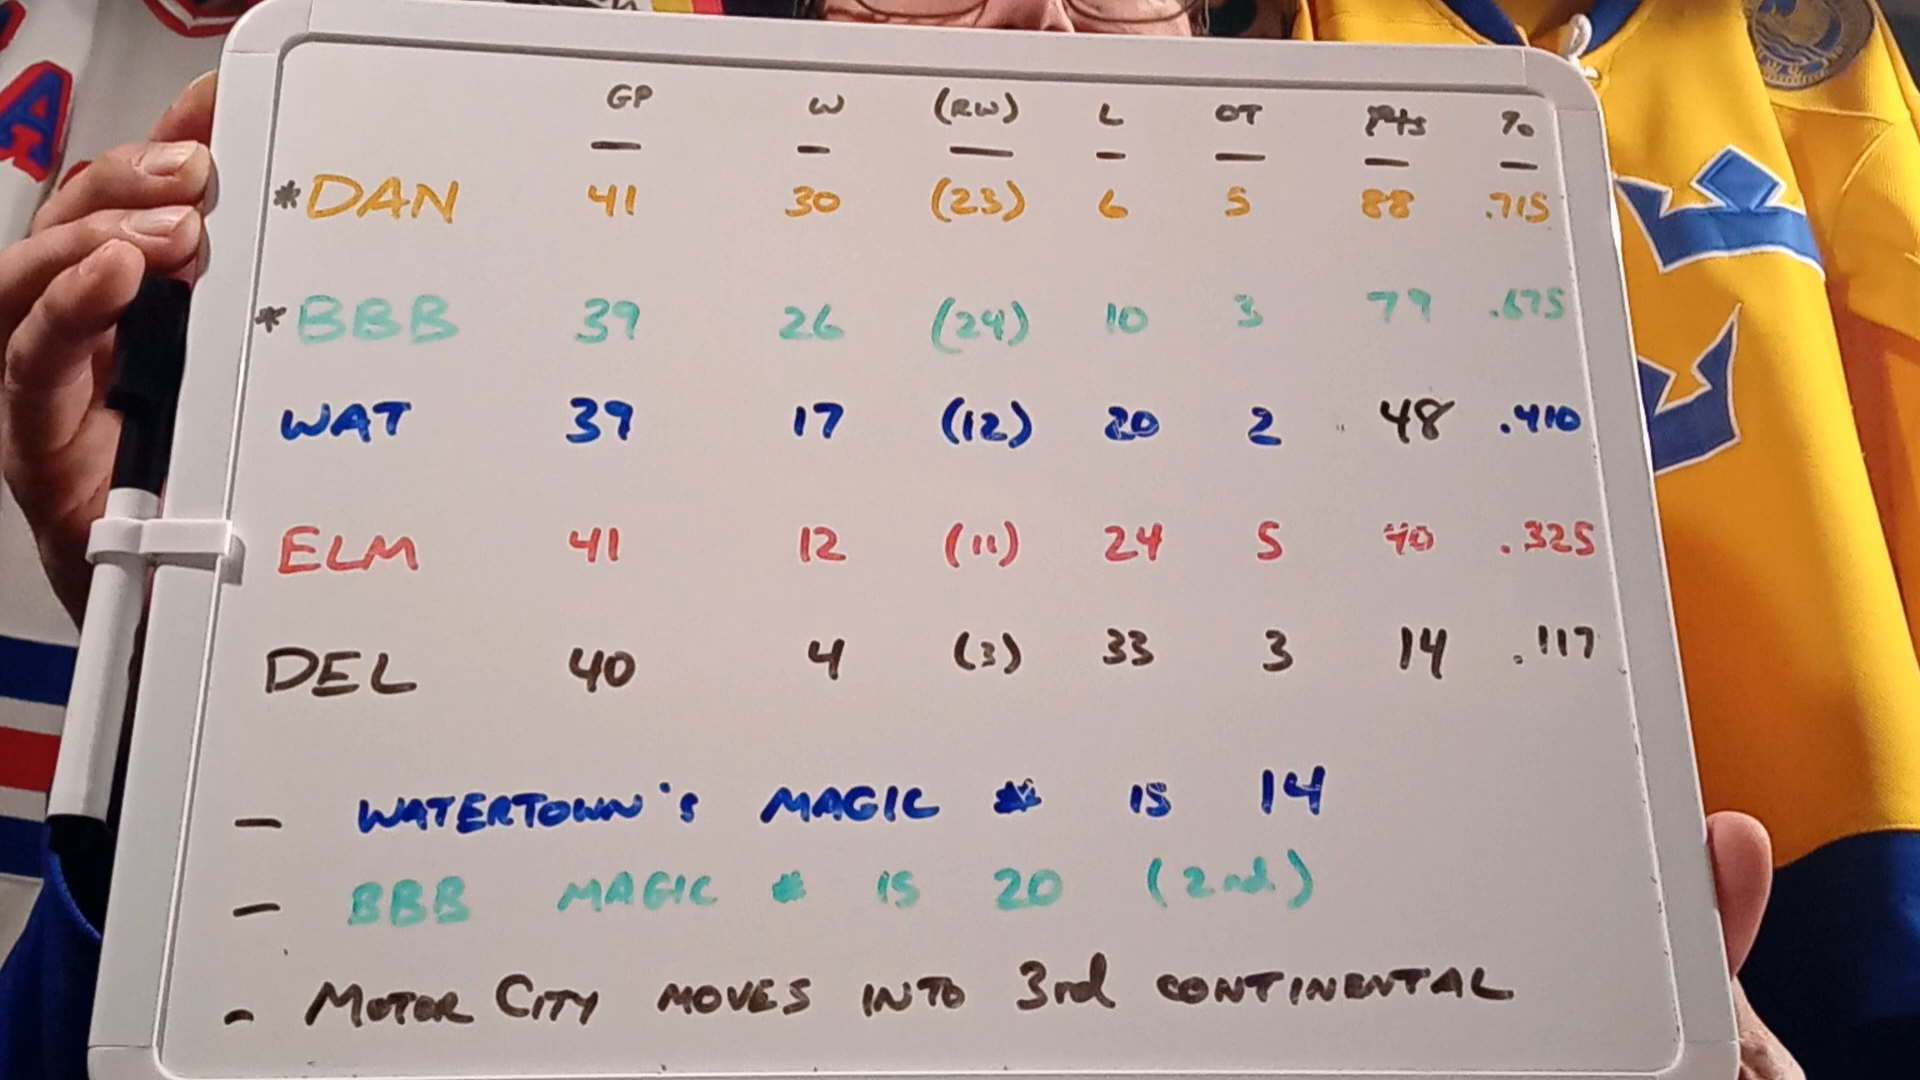 GP W (RW) L OT Pts %
*DAN 41 30 (23) 6 5 88 .715
*BBB 39 26 (24) 10 3 79 .675
WAT 39 17 (12) 20 2 48 .410
ELM 41 12 (11) 24 5 40 .325
DEL 40 4 (3) 33 3 14 .117
- WATERTOWN'S MAGIC # IS 14
- BBB MAGIC # IS 20 (2nd)
- MOTOR CITY MOVES INTO 3rd CONTINENTAL
A